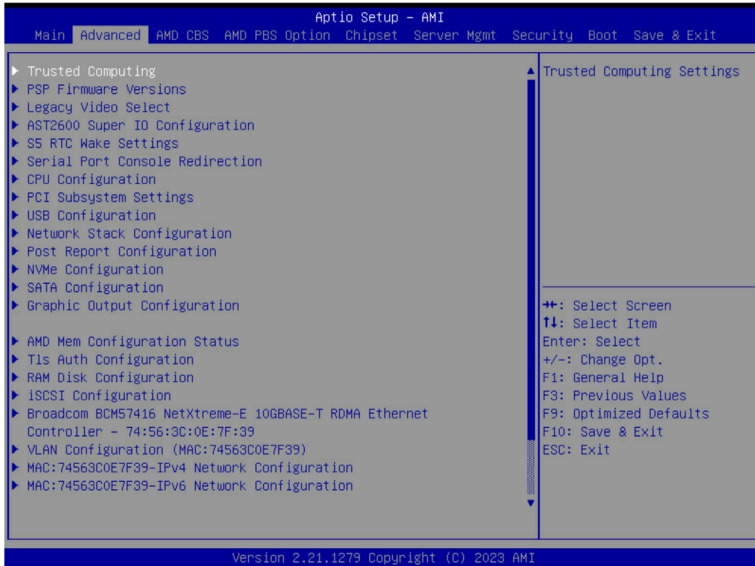 Aptio Setup – AMI
Main Advanced AMD CBS AMD PBS Option Chipset Server Mgmt Security Boot Save & Exit
Trusted Computing
PSP Firmware Versions
Legacy Video Select
AST2600 Super IO Configuration
S5 RTC Wake Settings
Serial Port Console Redirection
CPU Configuration
PCI Subsystem Settings
USB Configuration
Network Stack Configuration
Post Report Configuration
NVMe Configuration
SATA Configuration
Graphic Output Configuration
AMD Mem Configuration Status
Tls Auth Configuration
RAM Disk Configuration
iSCSI Configuration
Broadcom BCM57416 NetXtreme-E 10GBASE-T RDMA Ethernet
Controller – 74:56:3C:0E:7F:39
VLAN Configuration (MAC:74563C0E7F39)
MAC:74563C0E7F39-IPv4 Network Configuration
MAC:74563C0E7F39-IPv6 Network Configuration
Trusted Computing Settings
→←: Select Screen
↑↓: Select Item
Enter: Select
+/-: Change Opt.
F1: General Help
F3: Previous Values
F9: Optimized Defaults
F10: Save & Exit
ESC: Exit
Version 2.21.1279 Copyright (C) 2023 AMI